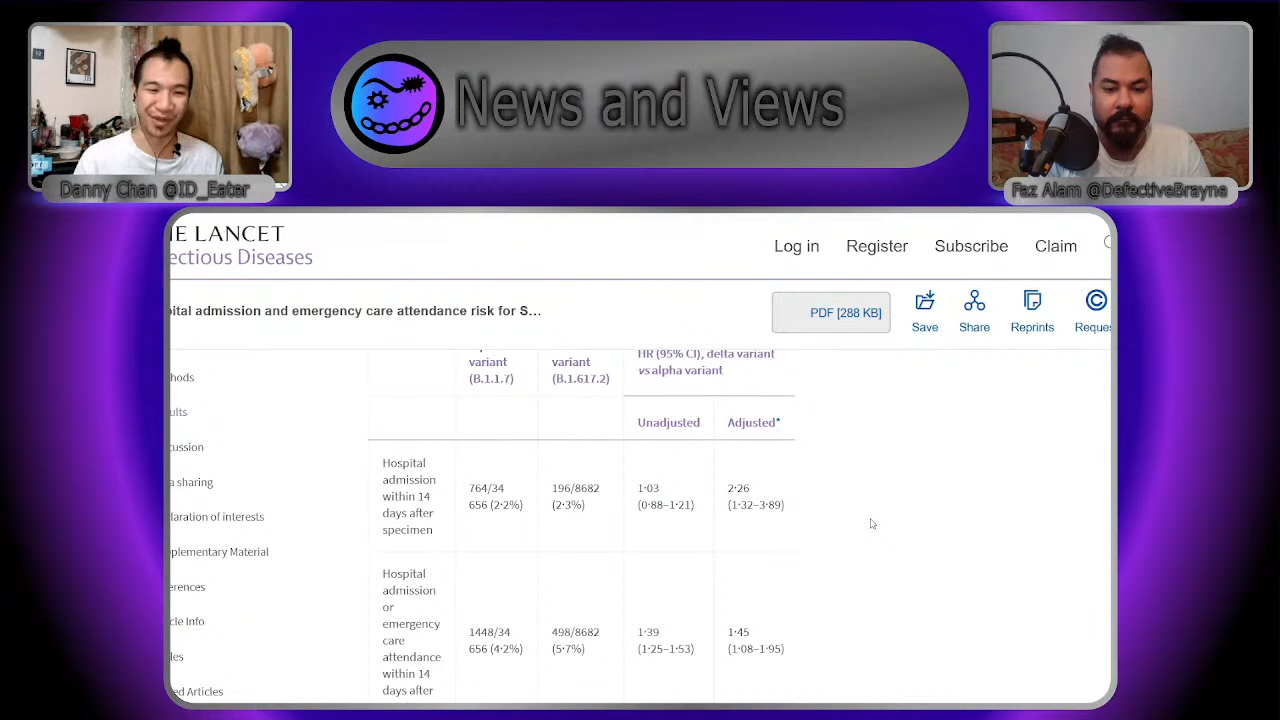 News and Views
Danny Chan @ID_Eater
Faz Alam @DefectiveBrayne
HE LANCET
ectious Diseases
Log in
Register
Subscribe
Claim
pital admission and emergency care attendance risk for S...
PDF [288 KB]
Save
Share
Reprints
Reques
hods
ults
cussion
a sharing
laration of interests
plementary Material
erences
icle Info
les
ed Articles
variant
(B.1.1.7)
variant
(B.1.617.2)
HR (95% CI), delta variant
vs alpha variant
Unadjusted
Adjusted*
Hospital
admission
within 14
days after
specimen
764/34
656 (2·2%)
196/8682
(2·3%)
1·03
(0·88–1·21)
2·26
(1·32–3·89)
Hospital
admission
or
emergency
care
attendance
within 14
days after
1448/34
656 (4·2%)
498/8682
(5·7%)
1·39
(1·25–1·53)
1·45
(1·08–1·95)